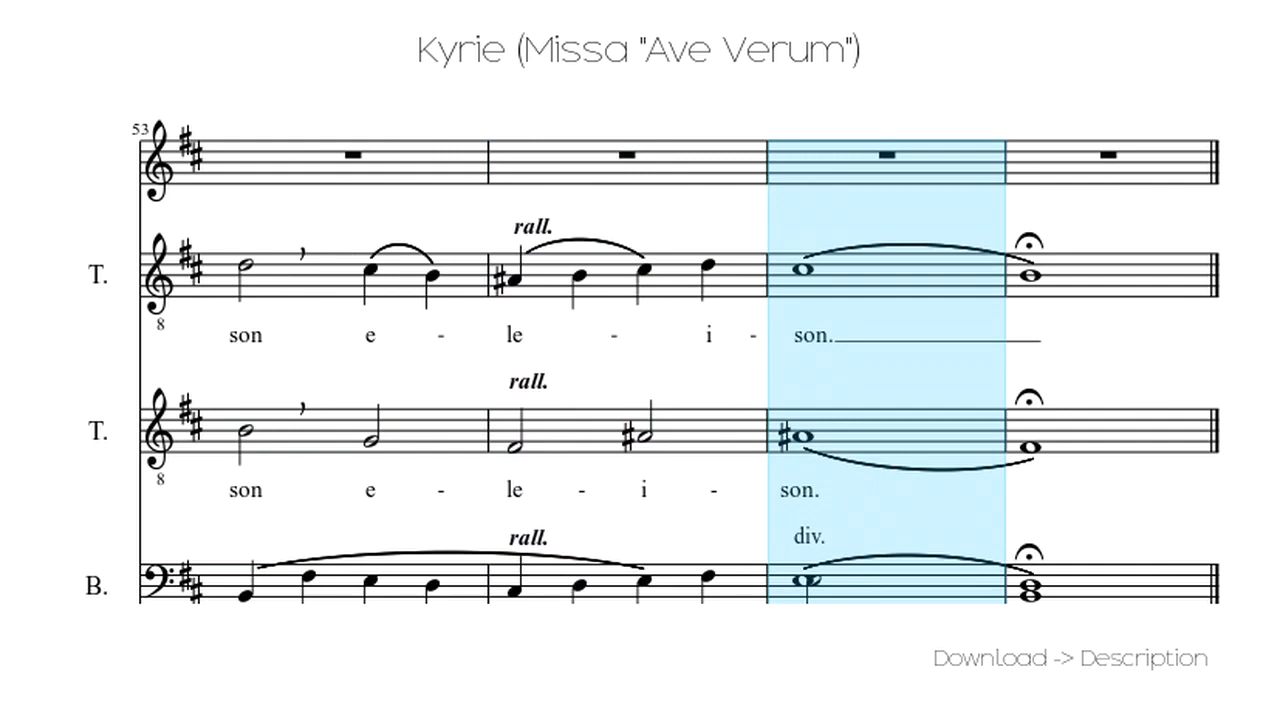 Kyrie (Missa "Ave Verum")
53
rall.
T.
8
son e - le - i - son.
rall.
T.
8
son e - le - i - son.
rall. div.
B.
Download -> Description